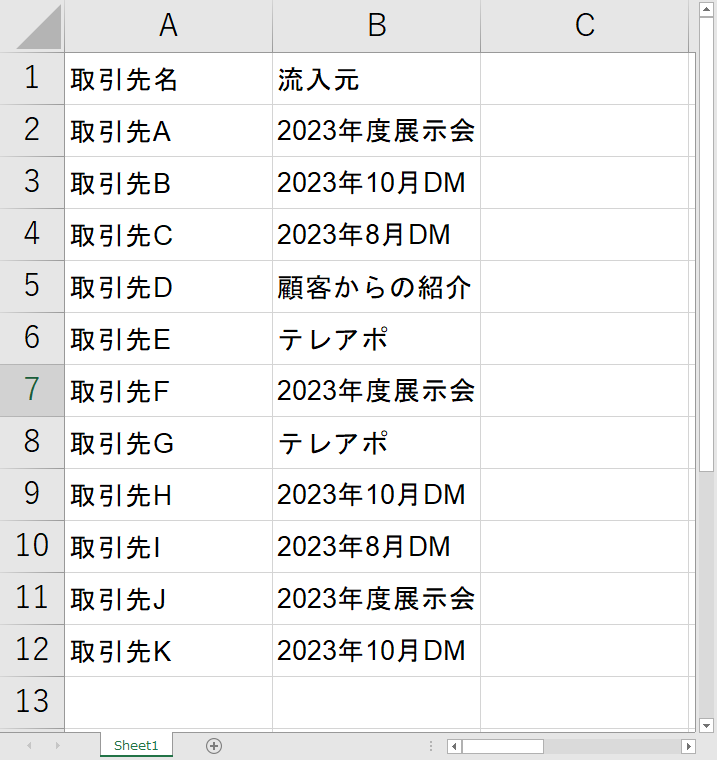 A B C
1 取引先名 流入元
2 取引先A 2023年度展示会
3 取引先B 2023年10月DM
4 取引先C 2023年8月DM
5 取引先D 顧客からの紹介
6 取引先E テレアポ
7 取引先F 2023年度展示会
8 取引先G テレアポ
9 取引先H 2023年10月DM
10 取引先I 2023年8月DM
11 取引先J 2023年度展示会
12 取引先K 2023年10月DM
13
Sheet1